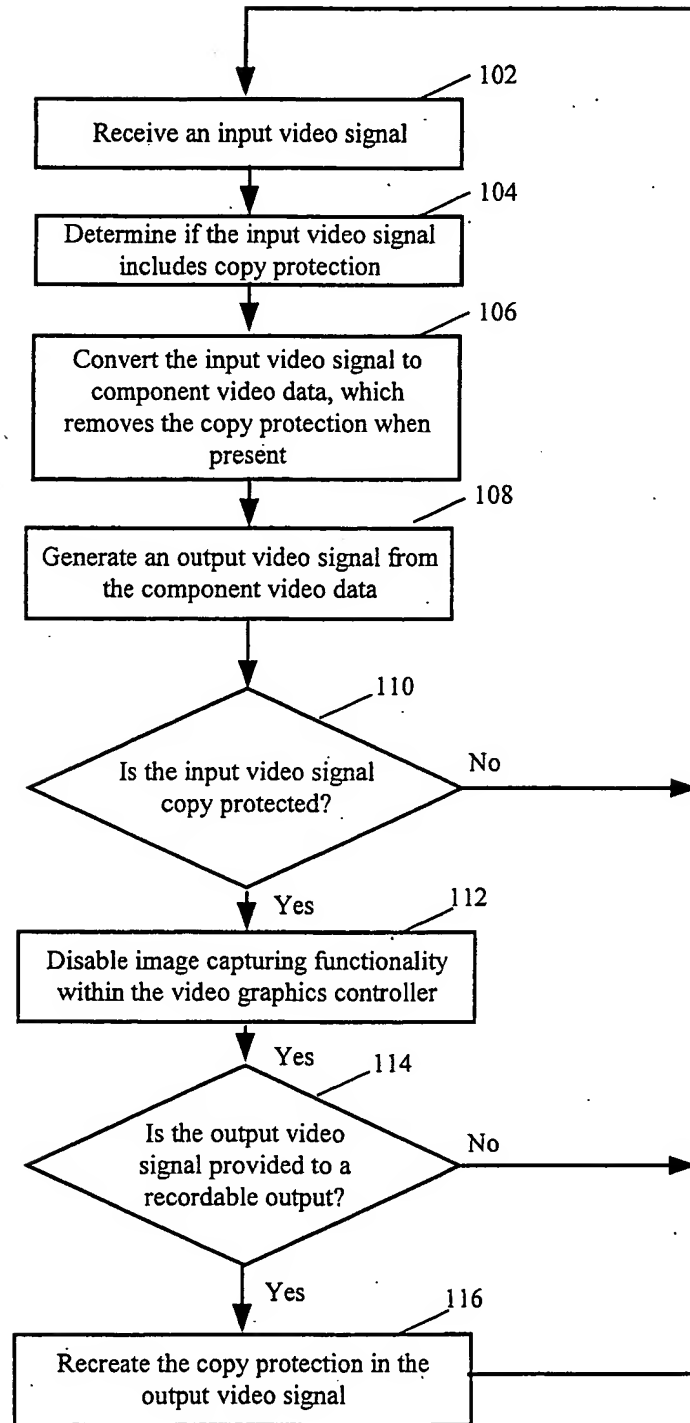 102
Receive an input video signal
104
Determine if the input video signal
includes copy protection
106
Convert the input video signal to
component video data, which
removes the copy protection when
present
108
Generate an output video signal from
the component video data
110
Is the input video signal
copy protected?
No
Yes
112
Disable image capturing functionality
within the video graphics controller
Yes
114
Is the output video
signal provided to a
recordable output?
No
Yes
116
Recreate the copy protection in the
output video signal